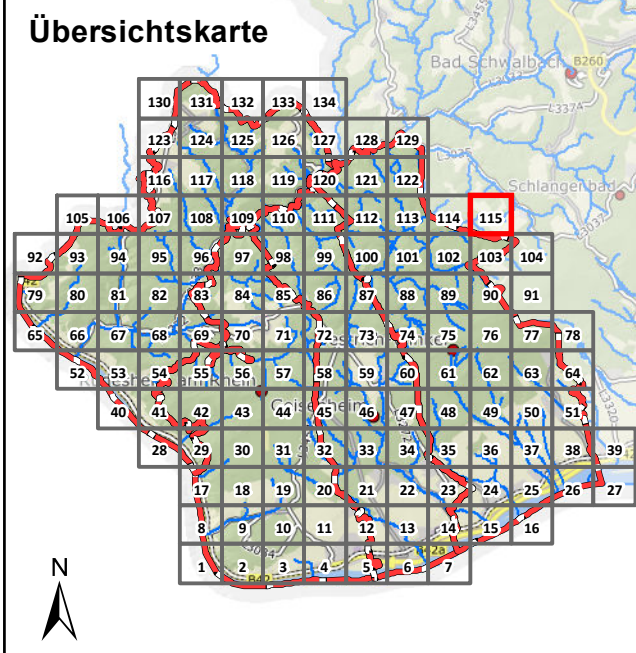 Übersichtskarte
L3374
Bad Schwalbach B260
130 131 132 133 134
123 124 125 126 127 128 129
L3035
116 117 118 119 120 121 122
Schlangenbad
105 106 107 108 109 110 111 112 113 114 115
L3037
92 93 94 95 96 97 98 99 100 101 102 103 104
79 80 81 82 83 84 85 86 87 88 89 90 91
65 66 67 68 69 70 71 72 73 74 75 76 77 78
52 53 54 55 56 57 58 59 60 61 62 63 64
L3320
40 41 42 43 44 45 46 47 48 49 50 51
28 29 30 31 32 33 34 35 36 37 38 39
17 18 19 20 21 22 23 24 25 26 27
8 9 10 11 12 13 14 15 16
L3034
B42a
1 2 3 4 5 6 7
B42
N